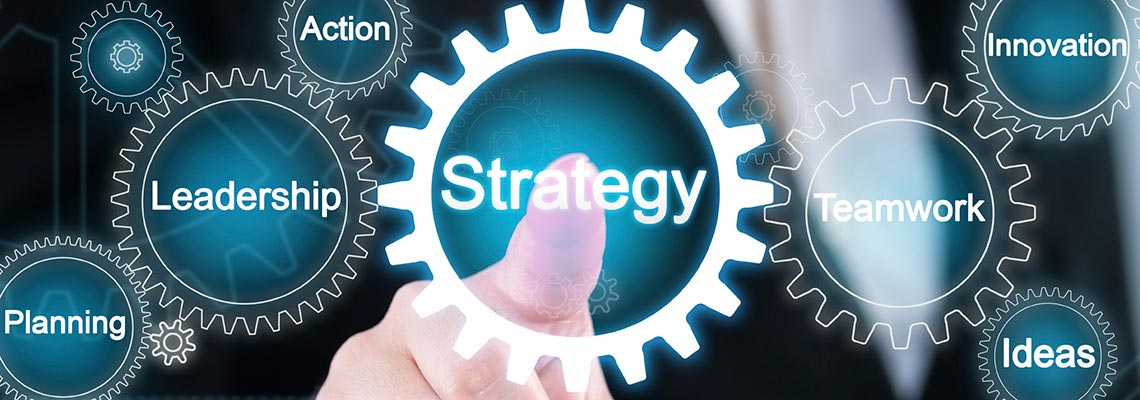 Action
Innovation
Leadership
Strategy
Teamwork
Planning
Ideas